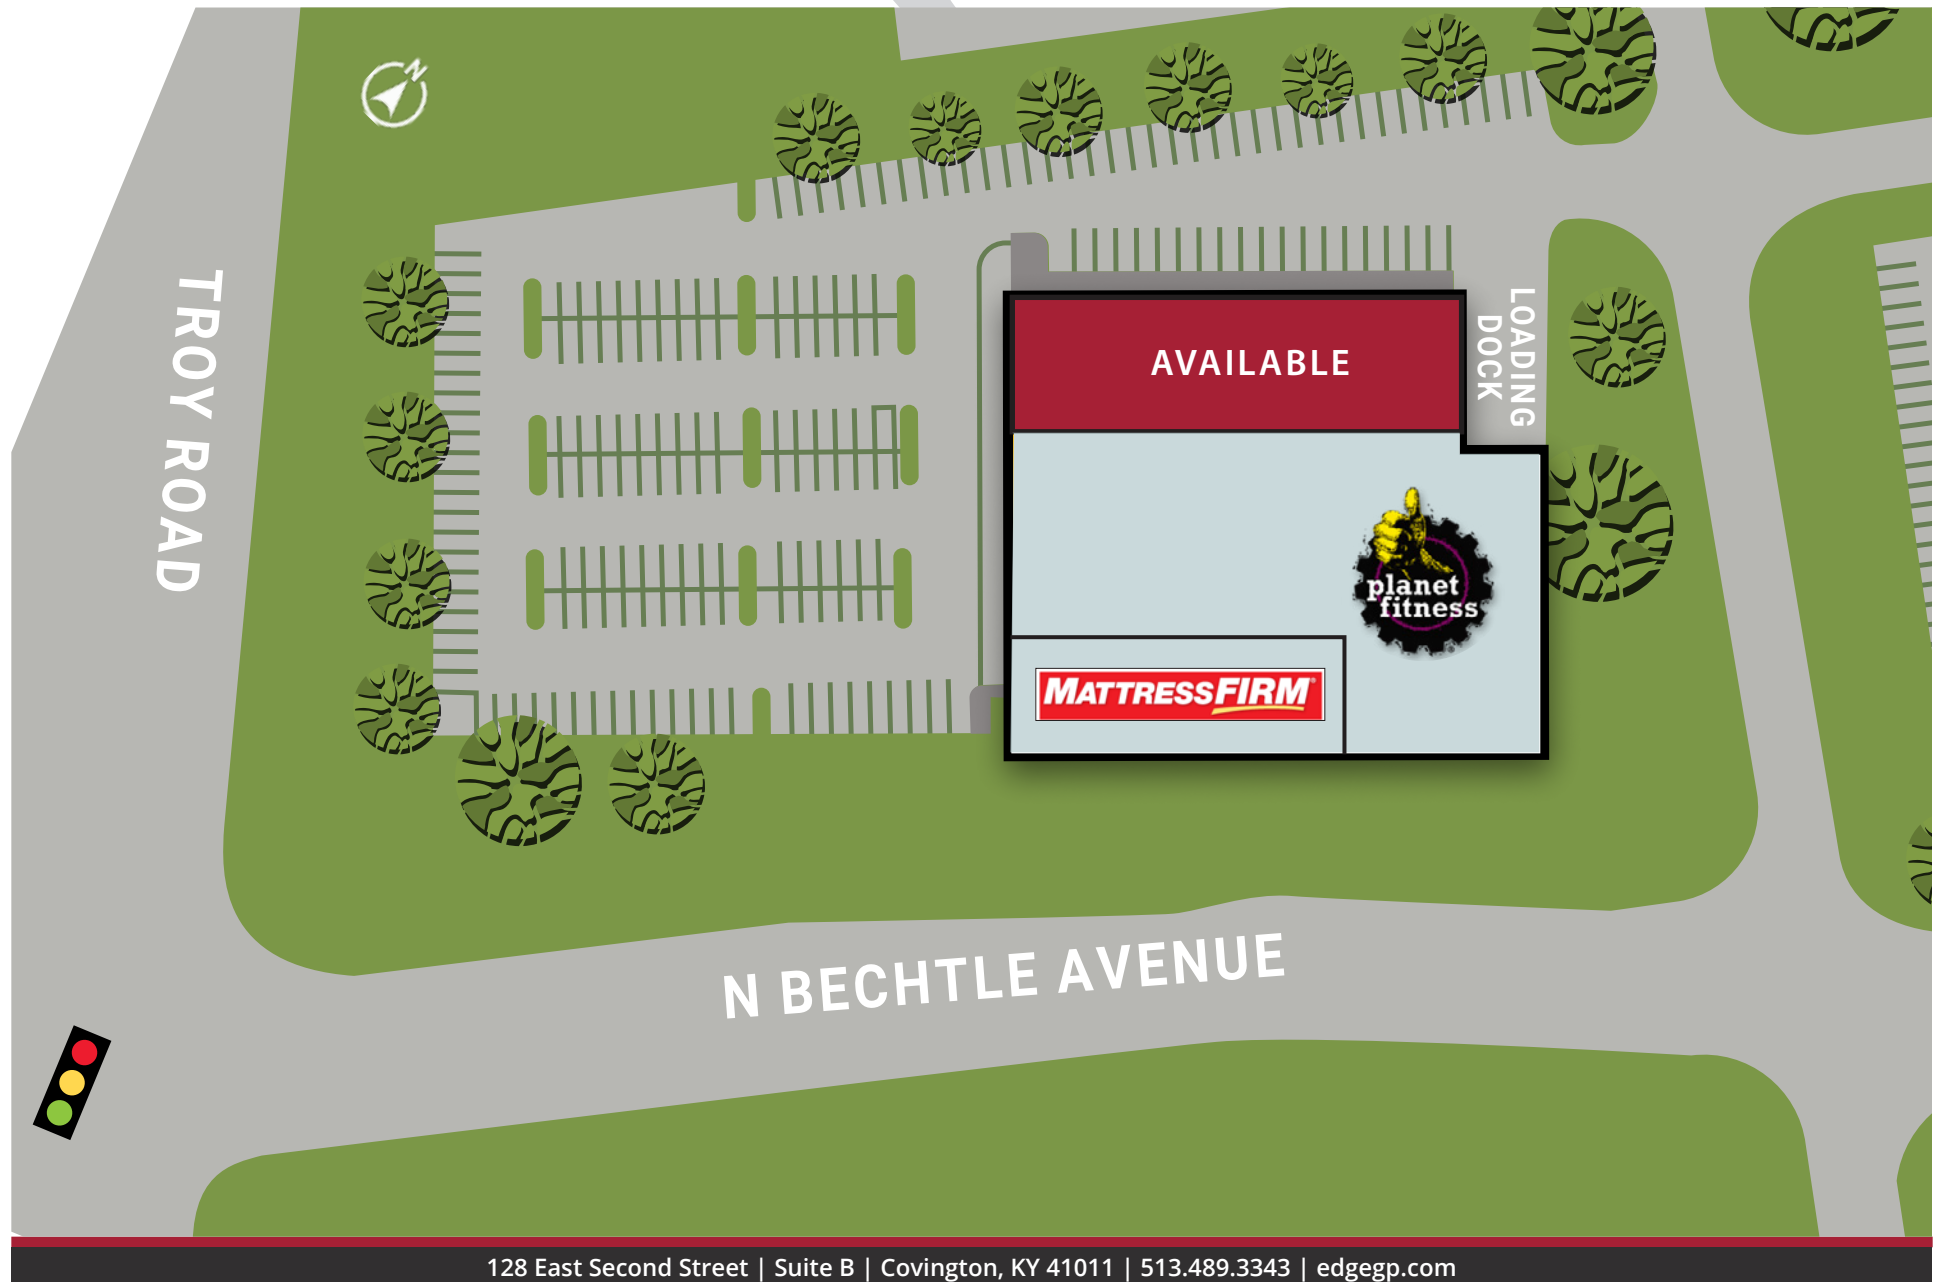 N
TROY ROAD
AVAILABLE
LOADING
DOCK
planet
fitness
MATTRESSFIRM
N BECHTLE AVENUE
128 East Second Street | Suite B | Covington, KY 41011 | 513.489.3343 | edgegp.com